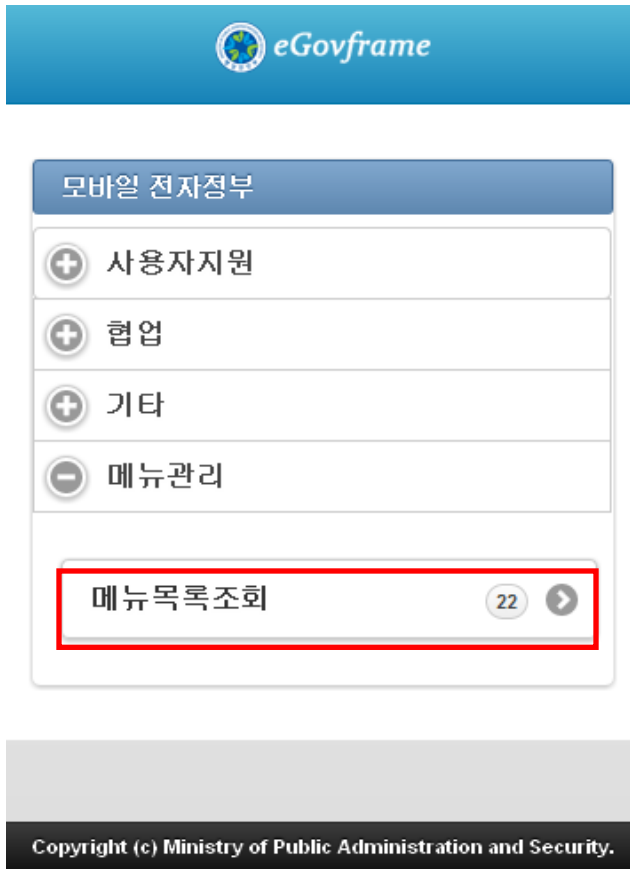 eGovframe
모바일 전자정부
사용자지원
협업
기타
메뉴관리
메뉴목록조회 22
Copyright (c) Ministry of Public Administration and Security.